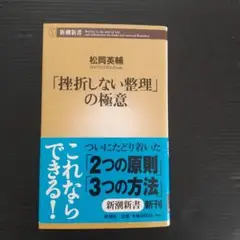 新潮新書
松岡英輔
「挫折しない整理」
の極意
これなら
できる!
ついにたどり着いた
「2つの原則」
「3つの方法」
新潮新書 新刊